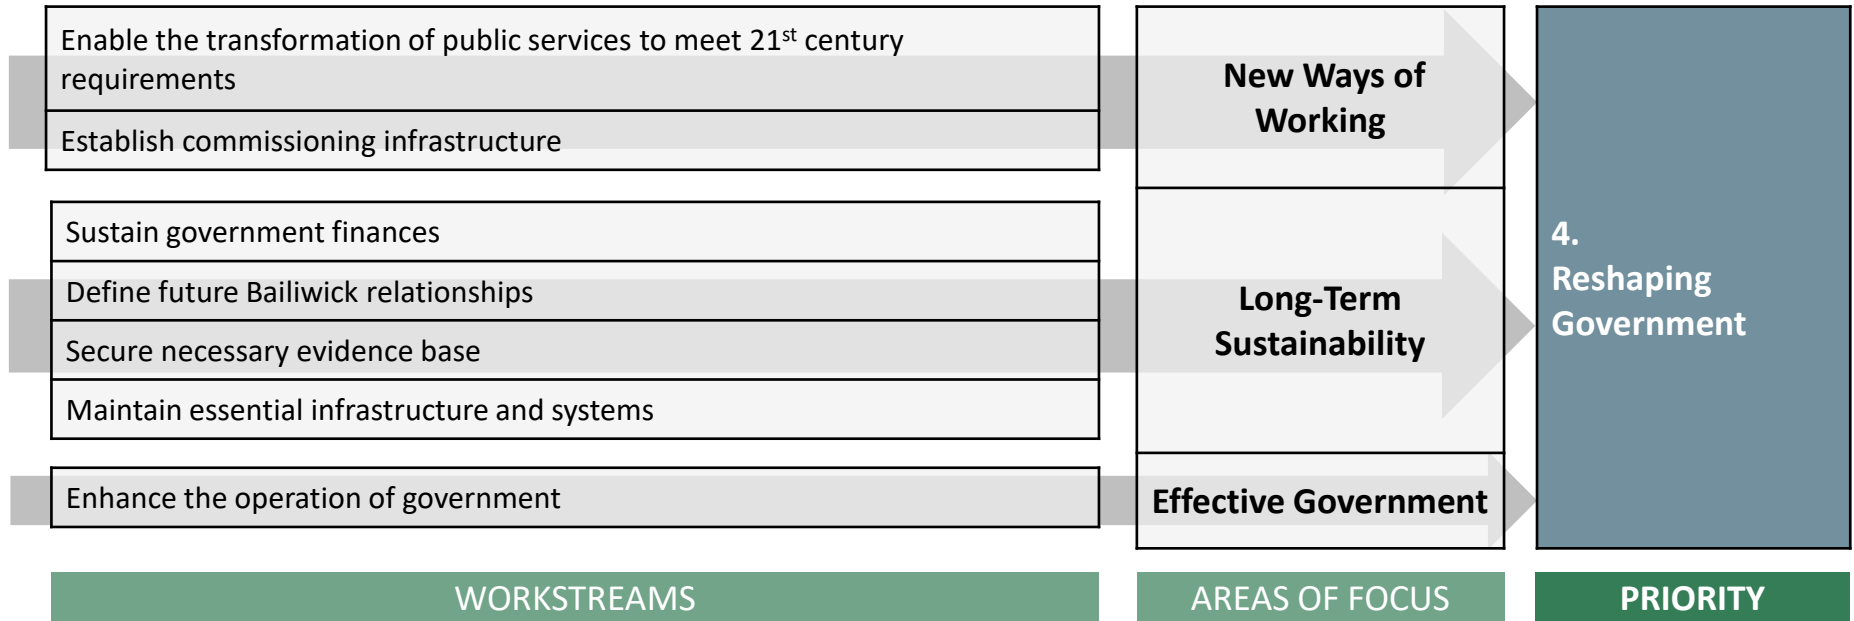 Enable the transformation of public services to meet 21st century
requirements
Establish commissioning infrastructure
New Ways of
Working
Sustain government finances
Define future Bailiwick relationships
Secure necessary evidence base
Maintain essential infrastructure and systems
Long-Term
Sustainability
Enhance the operation of government
Effective Government
4.
Reshaping
Government
WORKSTREAMS
AREAS OF FOCUS
PRIORITY